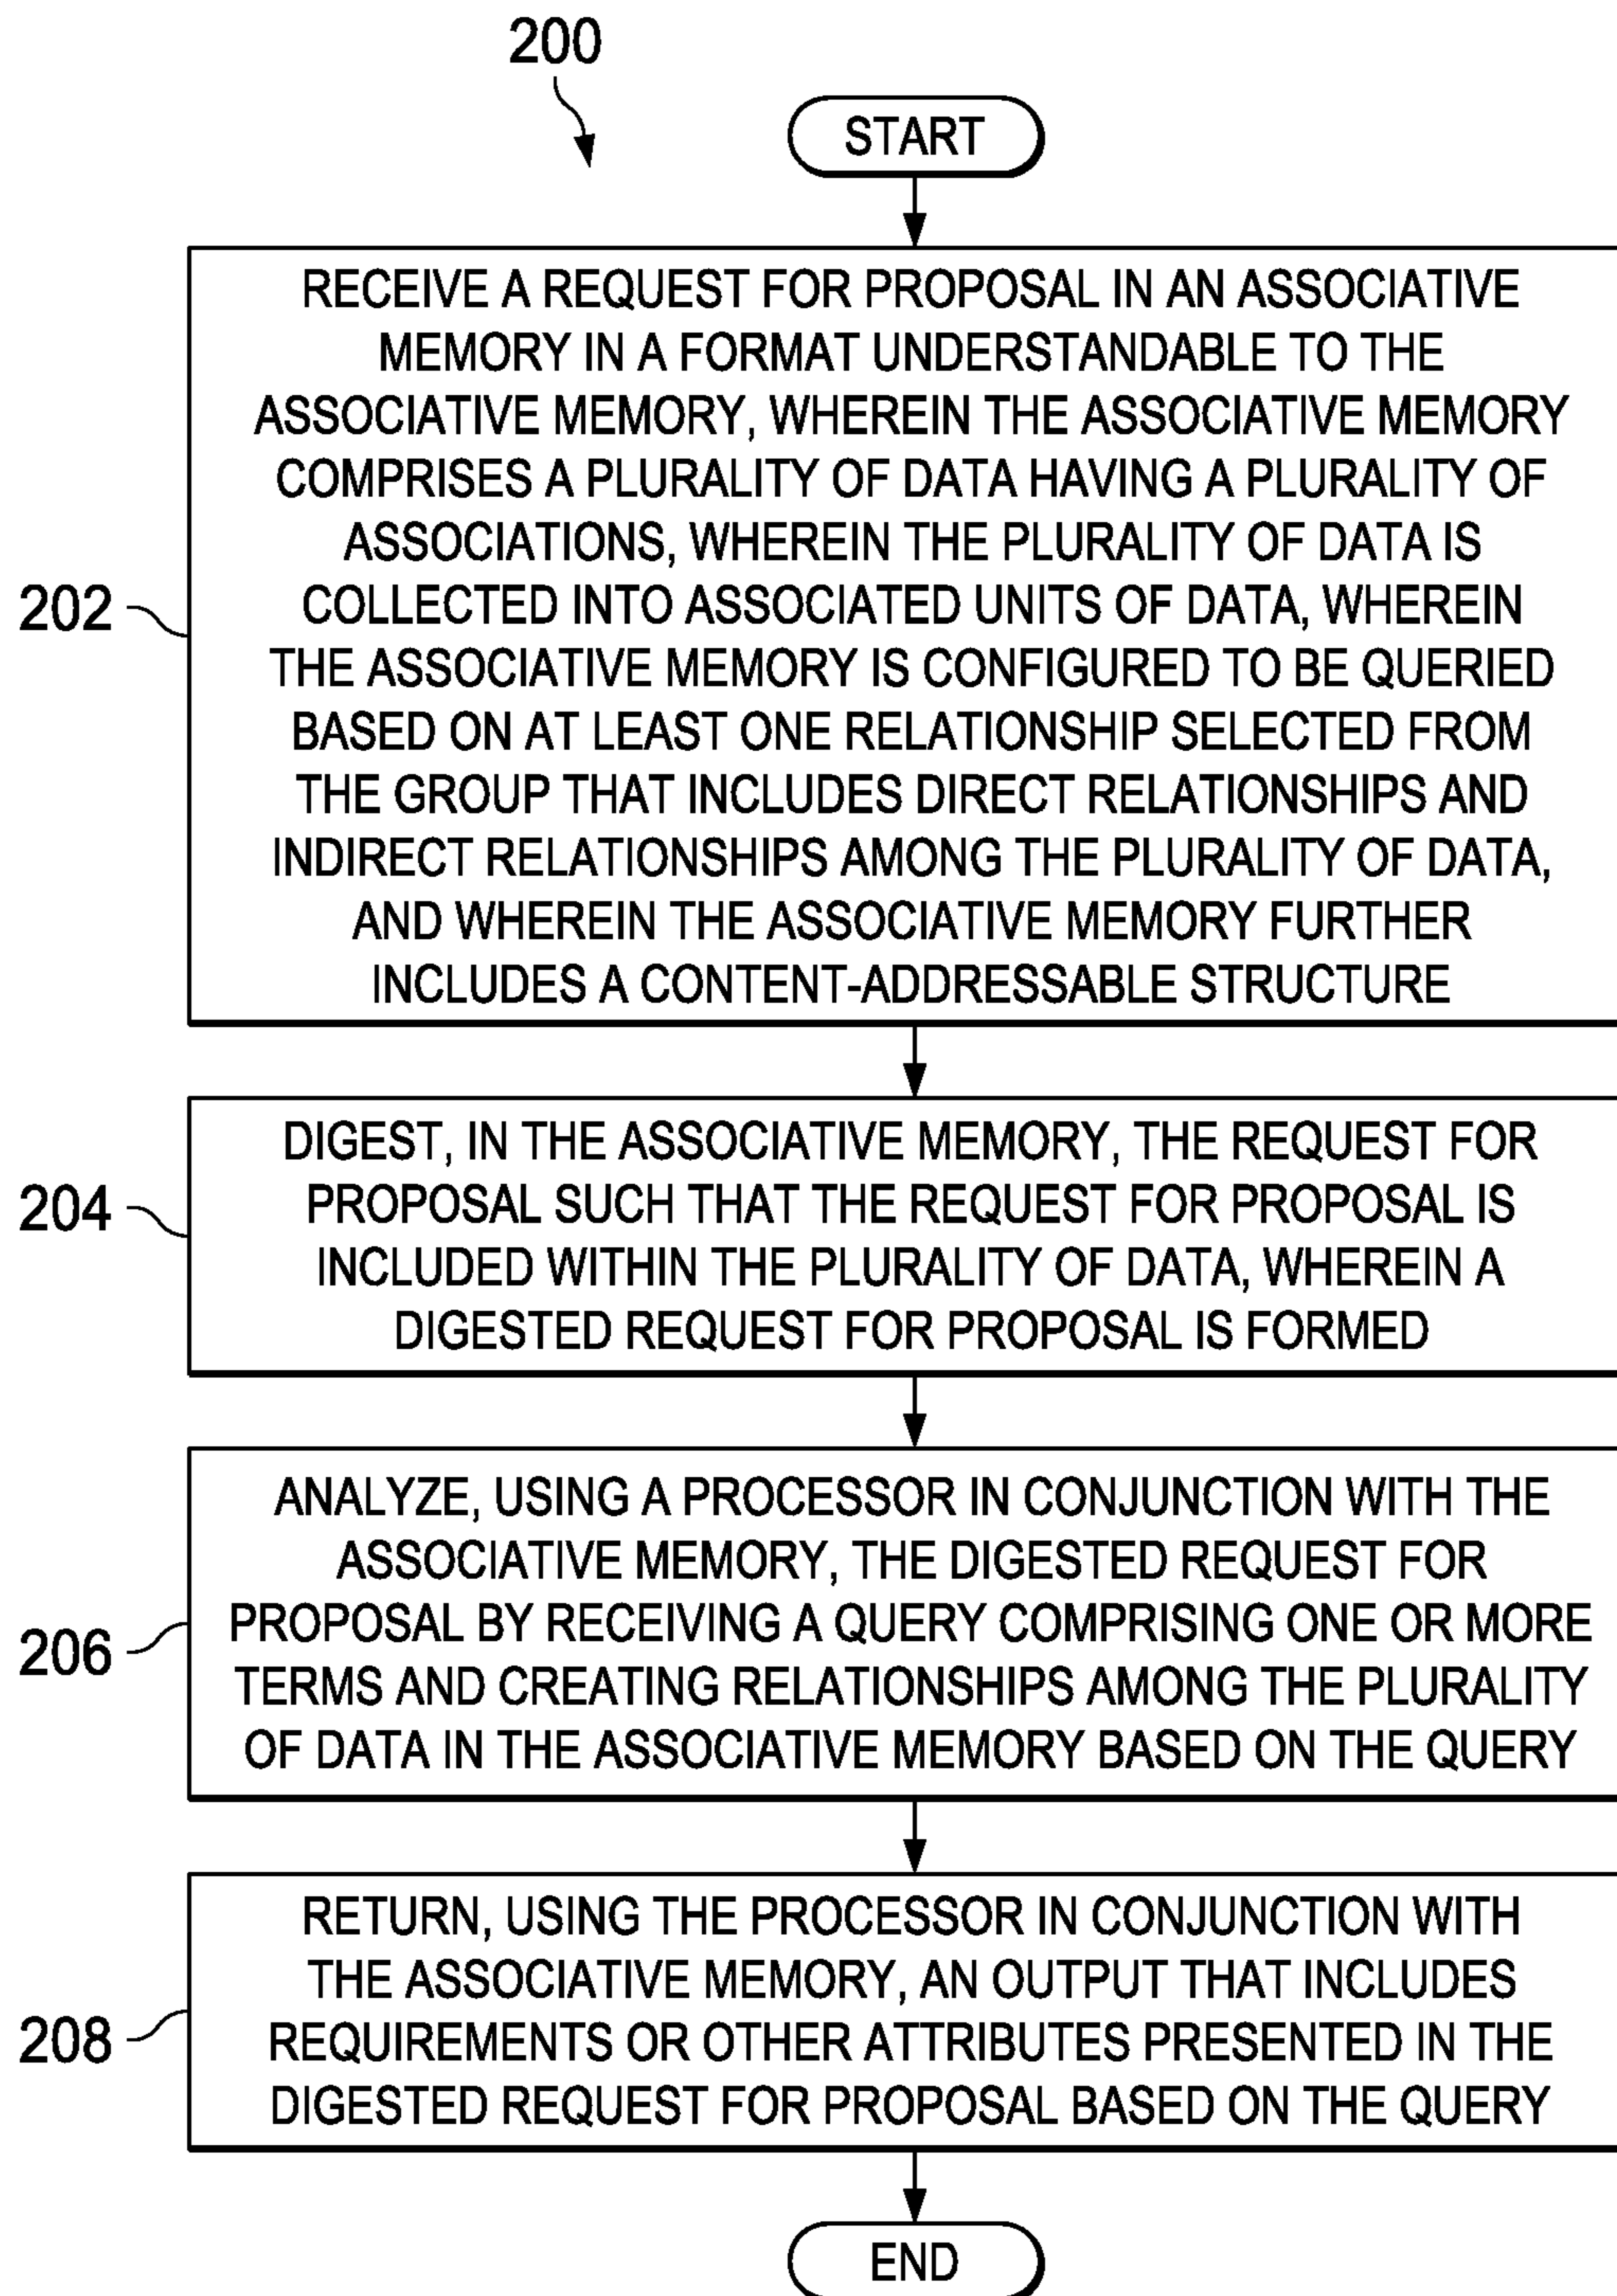 200
START
RECEIVE A REQUEST FOR PROPOSAL IN AN ASSOCIATIVE
MEMORY IN A FORMAT UNDERSTANDABLE TO THE
ASSOCIATIVE MEMORY, WHEREIN THE ASSOCIATIVE MEMORY
COMPRISES A PLURALITY OF DATA HAVING A PLURALITY OF
ASSOCIATIONS, WHEREIN THE PLURALITY OF DATA IS
COLLECTED INTO ASSOCIATED UNITS OF DATA, WHEREIN
THE ASSOCIATIVE MEMORY IS CONFIGURED TO BE QUERIED
BASED ON AT LEAST ONE RELATIONSHIP SELECTED FROM
THE GROUP THAT INCLUDES DIRECT RELATIONSHIPS AND
INDIRECT RELATIONSHIPS AMONG THE PLURALITY OF DATA,
AND WHEREIN THE ASSOCIATIVE MEMORY FURTHER
INCLUDES A CONTENT-ADDRESSABLE STRUCTURE
202
DIGEST, IN THE ASSOCIATIVE MEMORY, THE REQUEST FOR
PROPOSAL SUCH THAT THE REQUEST FOR PROPOSAL IS
INCLUDED WITHIN THE PLURALITY OF DATA, WHEREIN A
DIGESTED REQUEST FOR PROPOSAL IS FORMED
204
ANALYZE, USING A PROCESSOR IN CONJUNCTION WITH THE
ASSOCIATIVE MEMORY, THE DIGESTED REQUEST FOR
PROPOSAL BY RECEIVING A QUERY COMPRISING ONE OR MORE
TERMS AND CREATING RELATIONSHIPS AMONG THE PLURALITY
OF DATA IN THE ASSOCIATIVE MEMORY BASED ON THE QUERY
206
RETURN, USING THE PROCESSOR IN CONJUNCTION WITH
THE ASSOCIATIVE MEMORY, AN OUTPUT THAT INCLUDES
REQUIREMENTS OR OTHER ATTRIBUTES PRESENTED IN THE
DIGESTED REQUEST FOR PROPOSAL BASED ON THE QUERY
208
END